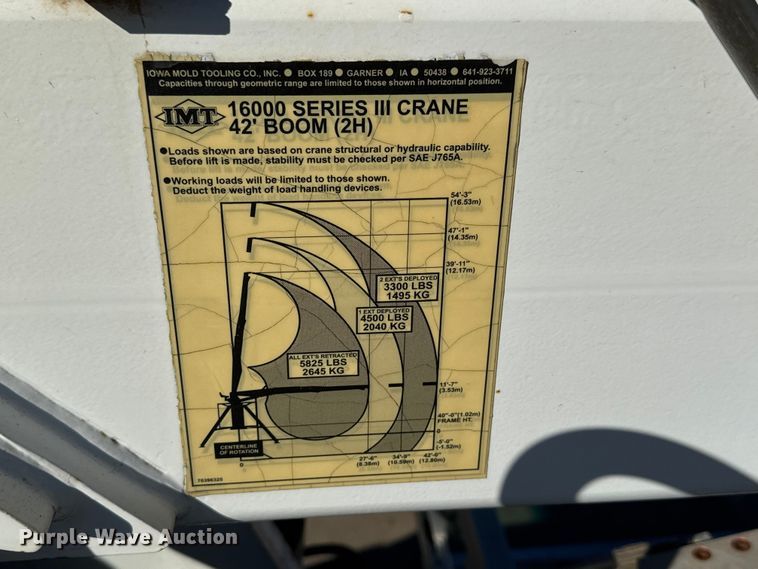 IOWA MOLD TOOLING CO., INC. ● BOX 189 ● GARNER ● IA ● 50438 ● 641-923-3711
Capacities through geometric range are limited to those shown in horizontal position.
IMT
16000 SERIES III CRANE
42' BOOM (2H)
●Loads shown are based on crane structural or hydraulic capability.
Before lift is made, stability must be checked per SAE J765A.
●Working loads will be limited to those shown.
Deduct the weight of load handling devices.
54'-3"
(16.53m)
47'-1"
(14.35m)
39'-11"
(12.17m)
2 EXT'S DEPLOYED
3300 LBS
1495 KG
1 EXT DEPLOYED
4500 LBS
2040 KG
ALL EXT'S RETRACTED
5825 LBS
2645 KG
11'-7"
(3.53m)
40"-0"(1.02m)
FRAME HT.
0
-5'-0"
(-1.52m)
CENTERLINE
OF ROTATION
0
27'-6" 34'-9" 42'-0"
(8.38m) (10.59m) (12.80m)
70396325
Purple Wave Auction